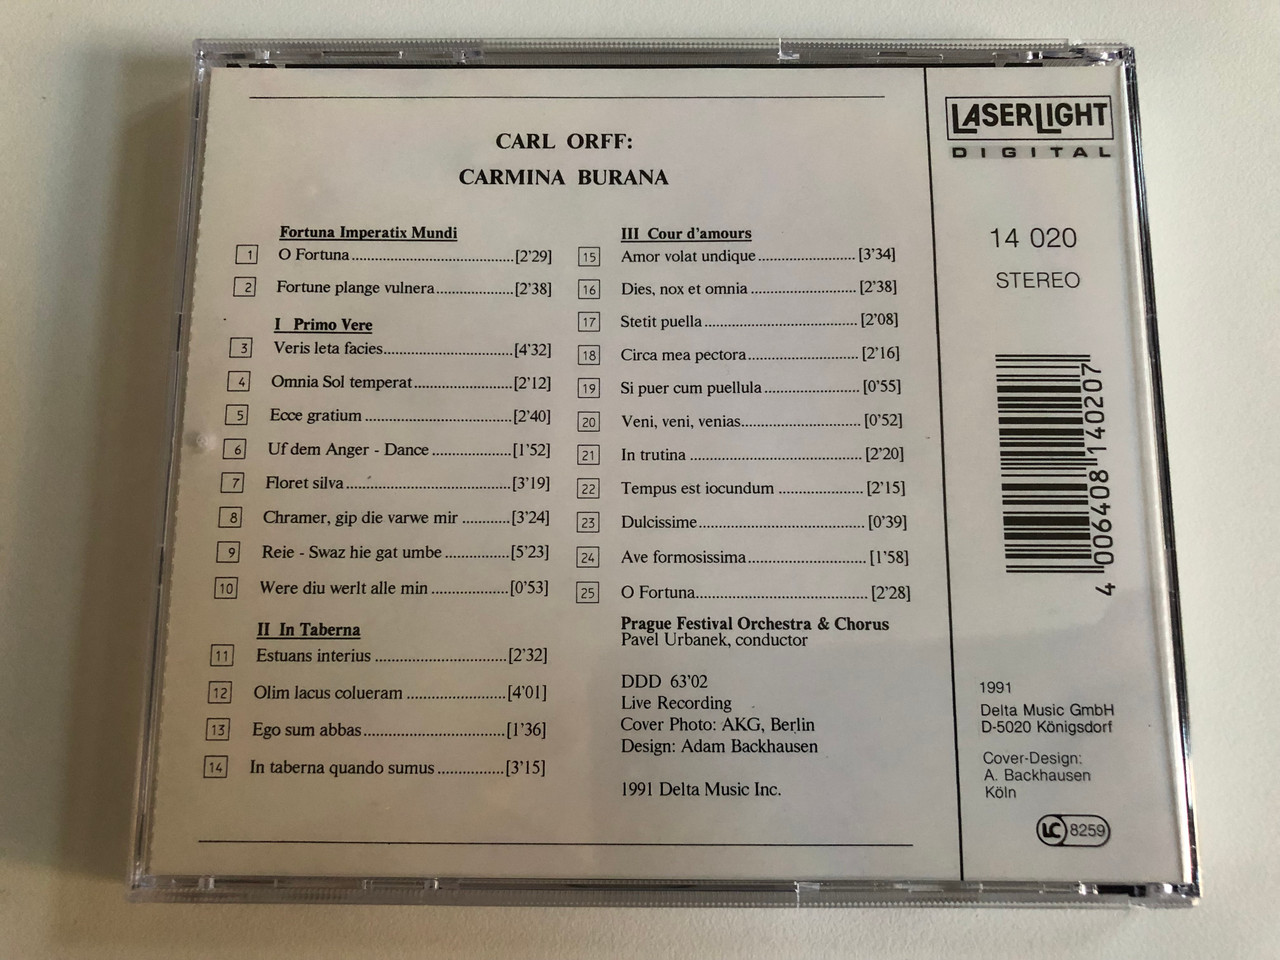 CARL ORFF:
CARMINA BURANA
Fortuna Imperatix Mundi
1 O Fortuna [2'29]
2 Fortune plange vulnera [2'38]
I Primo Vere
3 Veris leta facies [4'32]
4 Omnia Sol temperat [2'12]
5 Ecce gratium [2'40]
6 Uf dem Anger - Dance [1'52]
7 Floret silva [3'19]
8 Chramer, gip die varwe mir [3'24]
9 Reie - Swaz hie gat umbe [5'23]
10 Were diu werlt alle min [0'53]
II In Taberna
11 Estuans interius [2'32]
12 Olim lacus colueram [4'01]
13 Ego sum abbas [1'36]
14 In taberna quando sumus [3'15]
III Cour d'amours
15 Amor volat undique [3'34]
16 Dies, nox et omnia [2'38]
17 Stetit puella [2'08]
18 Circa mea pectora [2'16]
19 Si puer cum puellula [0'55]
20 Veni, veni, venias [0'52]
21 In trutina [2'20]
22 Tempus est iocundum [2'15]
23 Dulcissime [0'39]
24 Ave formosissima [1'58]
25 O Fortuna [2'28]
Prague Festival Orchestra & Chorus
Pavel Urbanek, conductor
DDD 63'02
Live Recording
Cover Photo: AKG, Berlin
Design: Adam Backhausen
1991 Delta Music Inc.
LASERLIGHT
DIGITAL
14 020
STEREO
4 006408 140207
1991
Delta Music GmbH
D-5020 Königsdorf
Cover-Design:
A. Backhausen
Köln
LC 8259